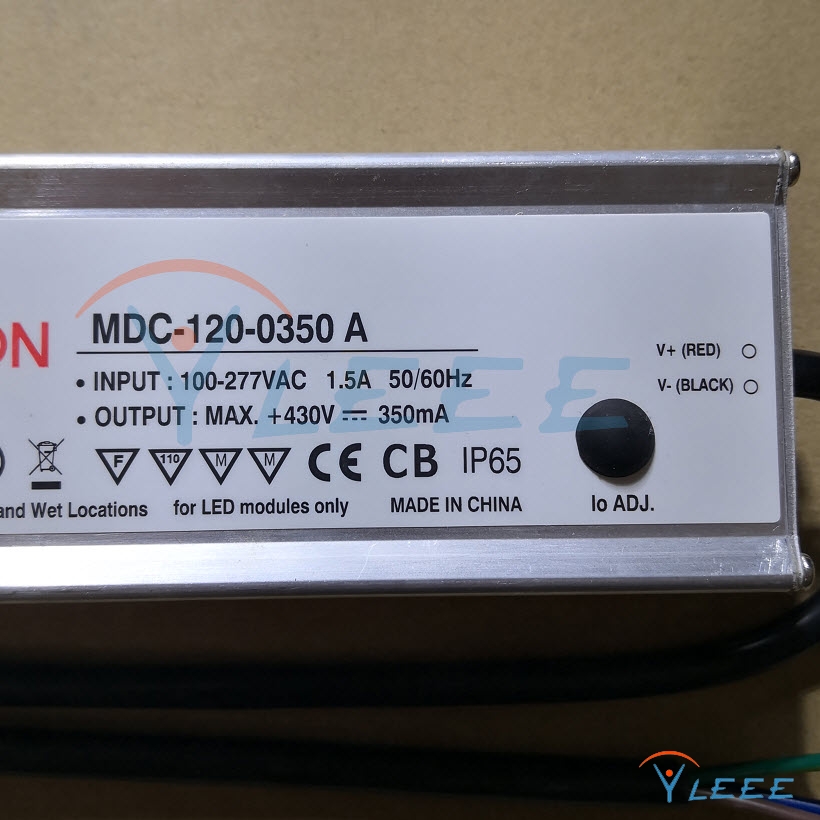 ON
MDC-120-0350 A
• INPUT : 100-277VAC 1.5A 50/60Hz
• OUTPUT : MAX. +430V ⎓ 350mA
V+ (RED)
V- (BLACK)
F 110 M M CE CB IP65
and Wet Locations for LED modules only MADE IN CHINA
Io ADJ.
YLEEE
YLEEE